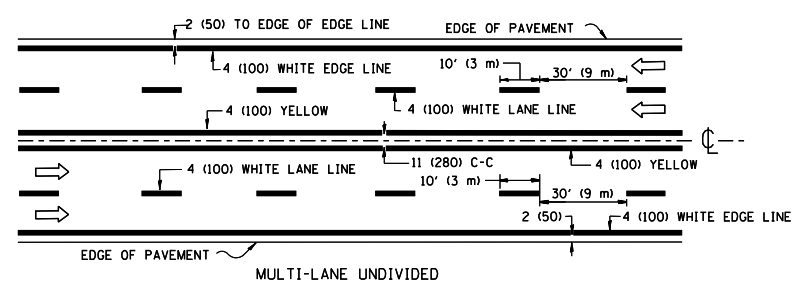 2 (50) TO EDGE OF EDGE LINE
EDGE OF PAVEMENT
4 (100) WHITE EDGE LINE
10' (3 m)
30' (9 m)
4 (100) YELLOW
4 (100) WHITE LANE LINE
℄
4 (100) WHITE LANE LINE
11 (280) C-C
4 (100) YELLOW
10' (3 m)
30' (9 m)
2 (50)
4 (100) WHITE EDGE LINE
EDGE OF PAVEMENT
MULTI-LANE UNDIVIDED